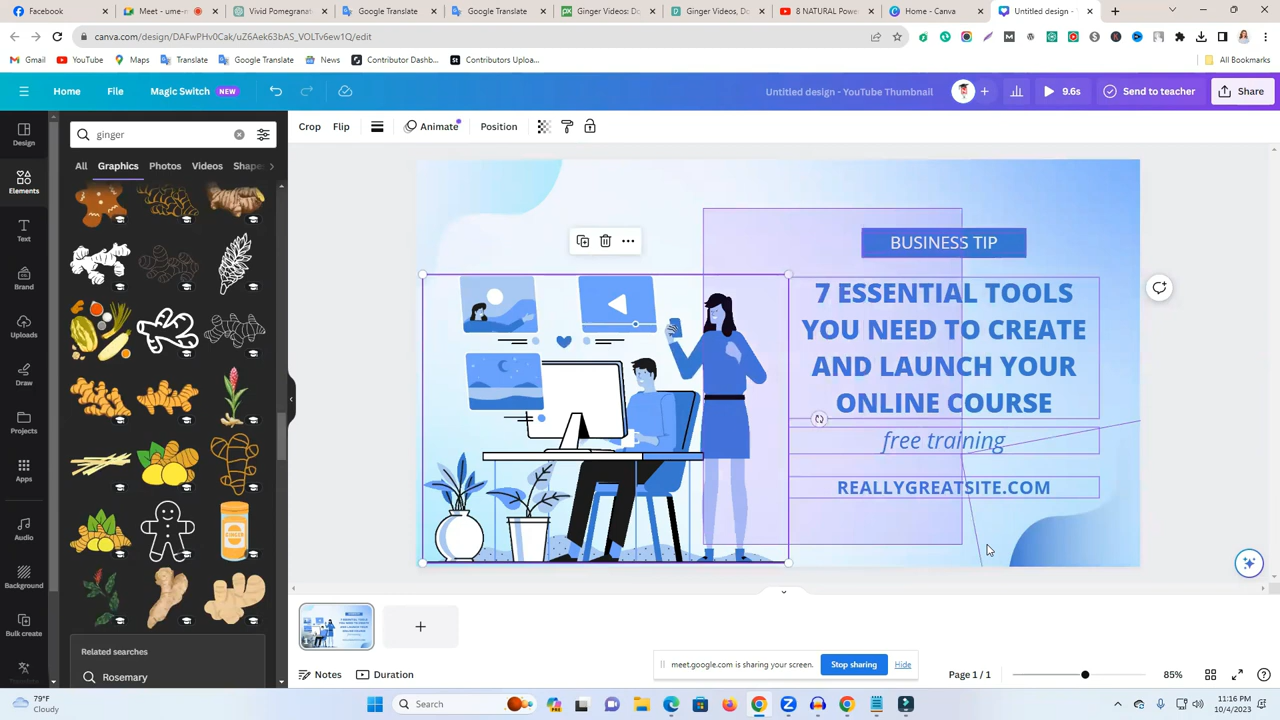 Facebook
Meet - ume-m
Vivid Pomegranat
Google Translate
Google Translate
Ginger Videos: Do
Ginger Videos, Do
8 NATURAL Powe
Home - Canva
Untitled design -
canva.com/design/DAFwPHv0Cak/uZ6Aek63bAS_VOLTv6ew1Q/edit
Gmail
YouTube
Maps
Translate
Google Translate
News
Contributor Dashb...
Contributors Uploa...
All Bookmarks
Home
File
Magic Switch
NEW
Untitled design - YouTube Thumbnail
9.6s
Send to teacher
Share
Design
Elements
Text
Brand
Uploads
Draw
Projects
Apps
Audio
Background
Bulk create
ginger
All
Graphics
Photos
Videos
Shape
GINGER
Related searches
Rosemary
Crop
Flip
Animate
Position
BUSINESS TIP
7 ESSENTIAL TOOLS
YOU NEED TO CREATE
AND LAUNCH YOUR
ONLINE COURSE
free training
REALLYGREATSITE.COM
1
Notes
Duration
meet.google.com is sharing your screen.
Stop sharing
Hide
Page 1 / 1
85%
79°F
Cloudy
Search
11:16 PM
10/4/2023